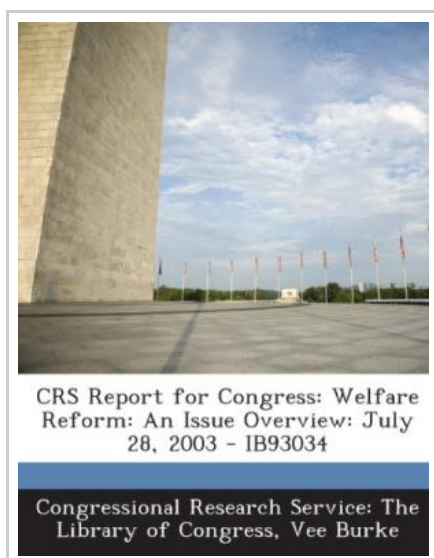 CRS Report for Congress: Welfare
Reform: An Issue Overview: July
28, 2003 - IB93034
Congressional Research Service: The
Library of Congress, Vee Burke